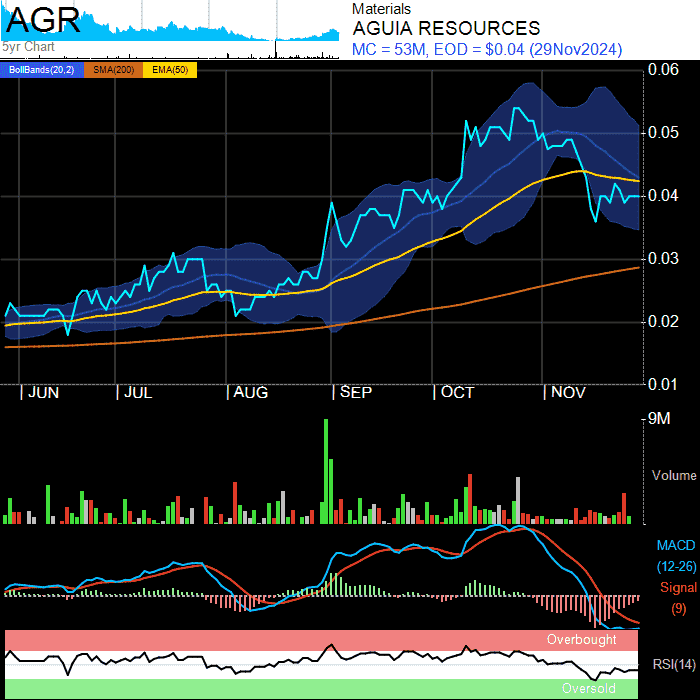 AGR
5yr Chart
Materials
AGUIA RESOURCES
MC = 53M, EOD = $0.04 (29Nov2024)
BollBands(20,2) SMA(200) EMA(50)
0.06
0.05
0.04
0.03
0.02
0.01
JUN JUL AUG SEP OCT NOV
9M
Volume
MACD
(12-26)
Signal
(9)
Overbought
RSI(14)
Oversold